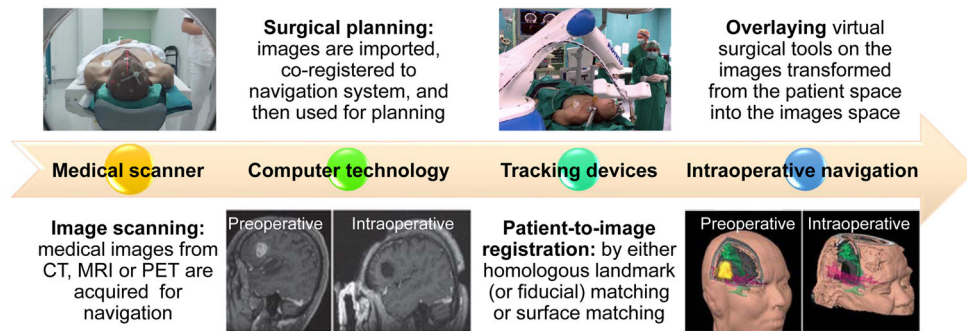 Surgical planning:
images are imported,
co-registered to
navigation system, and
then used for planning
Overlaying virtual
surgical tools on the
images transformed
from the patient space
into the images space
Medical scanner
Computer technology
Tracking devices
Intraoperative navigation
Image scanning:
medical images from
CT, MRI or PET are
acquired for
navigation
Preoperative
Intraoperative
Patient-to-image
registration: by either
homologous landmark
(or fiducial) matching
or surface matching
Preoperative
Intraoperative